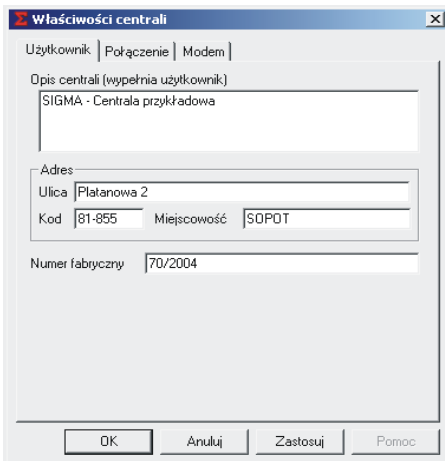 Σ Właściwości centrali
Użytkownik Połączenie Modem
Opis centrali (wypełnia użytkownik)
SIGMA - Centrala przykładowa
Adres
Ulica Platanowa 2
Kod 81-855 Miejscowość SOPOT
Numer fabryczny 70/2004
OK Anuluj Zastosuj Pomoc